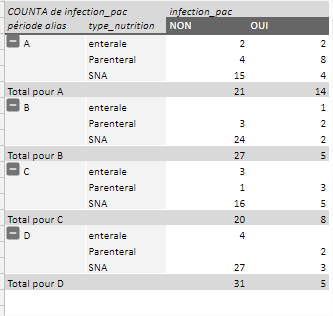 COUNTA de infection_pac infection_pac
période alias type_nutrition NON OUI
A enterale 2 2
Parenteral 4 8
SNA 15 4
Total pour A 21 14
B enterale 1
Parenteral 3 2
SNA 24 2
Total pour B 27 5
C enterale 3
Parenteral 1 3
SNA 16 5
Total pour C 20 8
D enterale 4
Parenteral 2
SNA 27 3
Total pour D 31 5